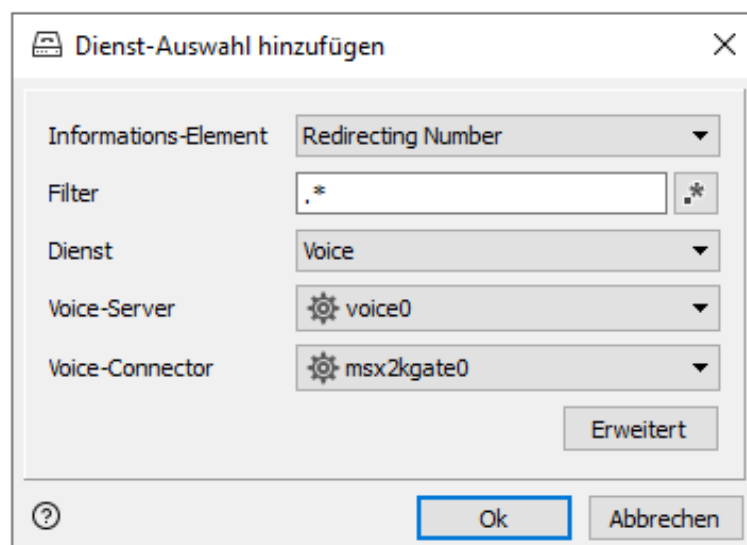 Dienst-Auswahl hinzufügen
Informations-Element Redirecting Number
Filter .* .*
Dienst Voice
Voice-Server voice0
Voice-Connector msx2kgate0
Erweitert
Ok Abbrechen